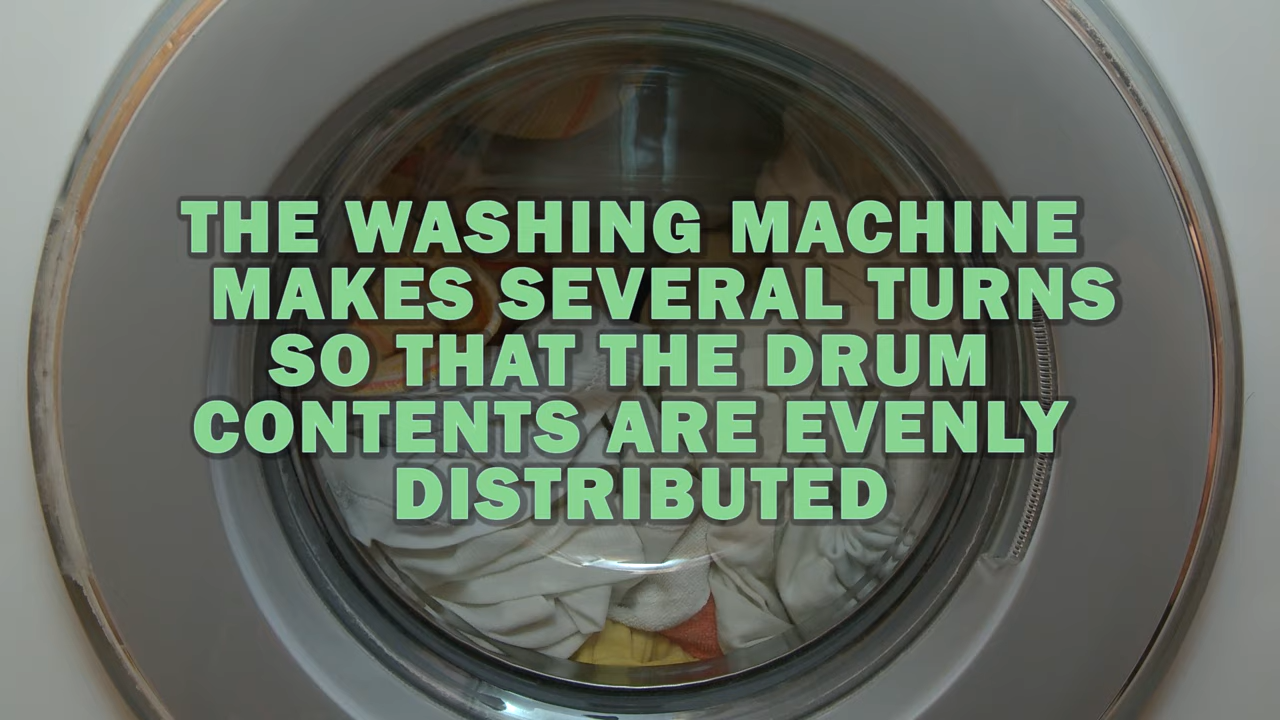 THE WASHING MACHINE
MAKES SEVERAL TURNS
SO THAT THE DRUM
CONTENTS ARE EVENLY
DISTRIBUTED